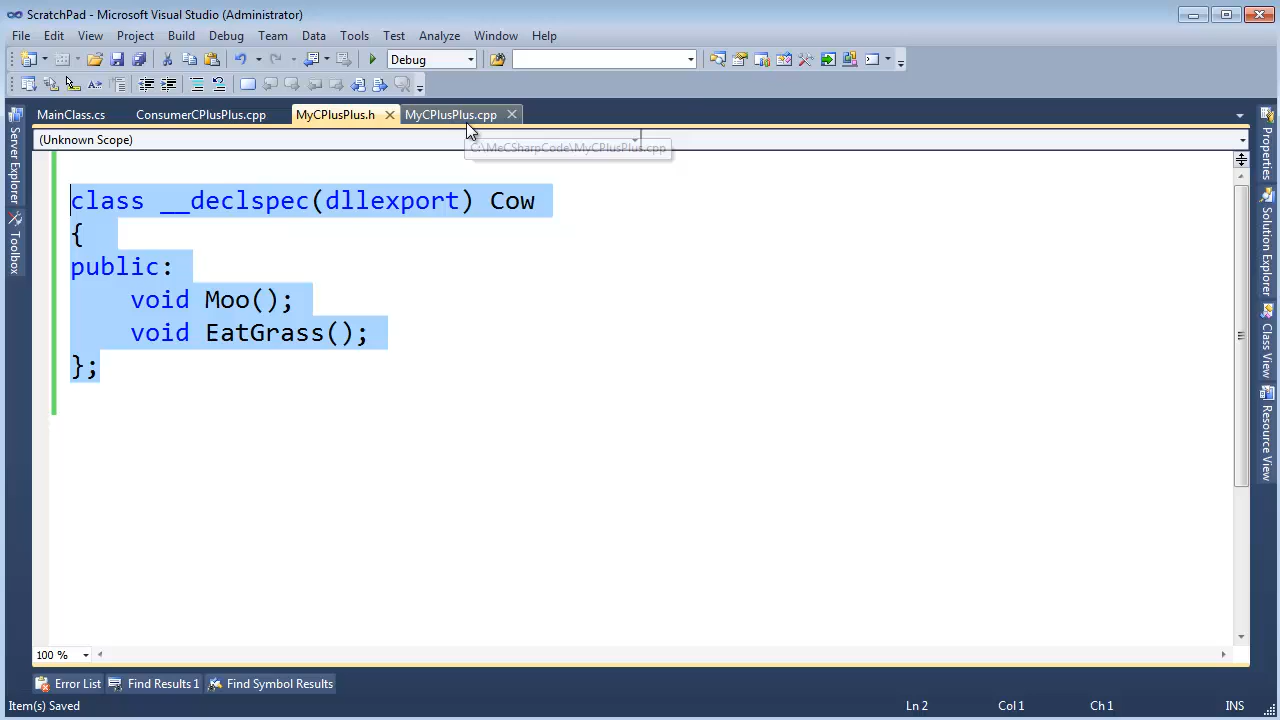 ScratchPad - Microsoft Visual Studio (Administrator)
File Edit View Project Build Debug Team Data Tools Test Analyze Window Help
Debug
MainClass.cs ConsumerCPlusPlus.cpp MyCPlusPlus.h MyCPlusPlus.cpp
(Unknown Scope)
C:\MeCSharpCode\MyCPlusPlus.cpp
class __declspec(dllexport) Cow
{
public:
void Moo();
void EatGrass();
};
Server Explorer
Toolbox
Properties
Solution Explorer
Class View
Resource View
100 %
Error List Find Results 1 Find Symbol Results
Item(s) Saved Ln 2 Col 1 Ch 1 INS